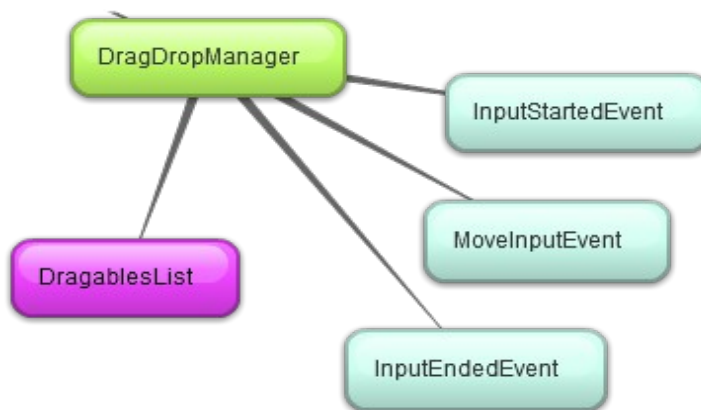 DragDropManager
InputStartedEvent
MoveInputEvent
DragablesList
InputEndedEvent